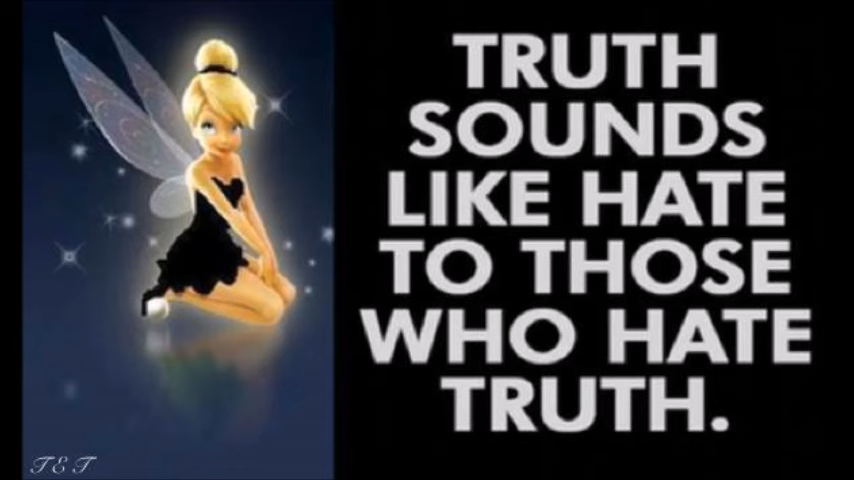 TRUTH
SOUNDS
LIKE HATE
TO THOSE
WHO HATE
TRUTH.
T E T